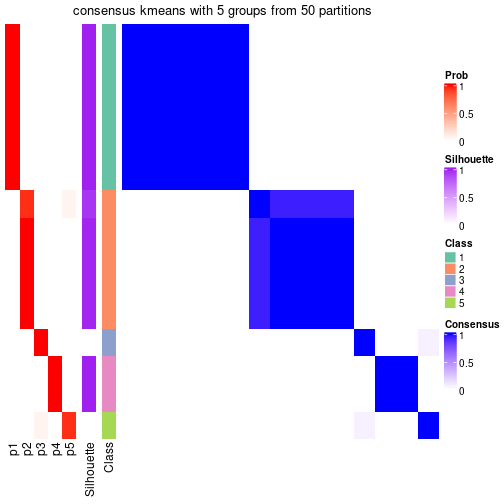 consensus kmeans with 5 groups from 50 partitions
Prob
1
0.5
0
Silhouette
1
0.5
0
Class
1
2
3
4
5
Consensus
1
0.5
0
p1
p2
p3
p4
p5
Silhouette
Class